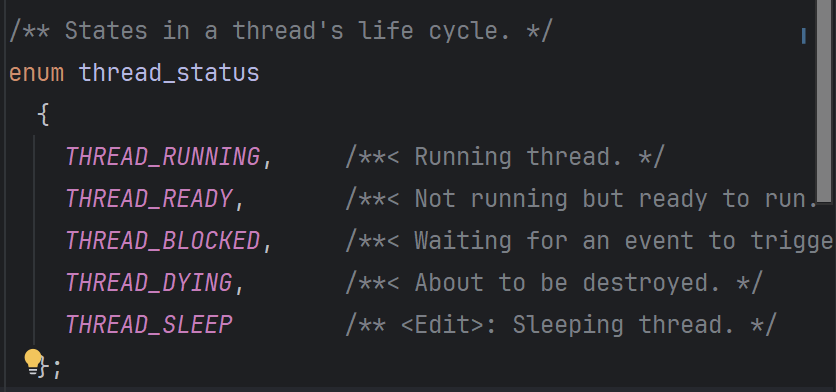 /** States in a thread's life cycle. */
enum thread_status
{
THREAD_RUNNING, /**< Running thread. */
THREAD_READY, /**< Not running but ready to run.
THREAD_BLOCKED, /**< Waiting for an event to trigge
THREAD_DYING, /**< About to be destroyed. */
THREAD_SLEEP /** <Edit>: Sleeping thread. */
};